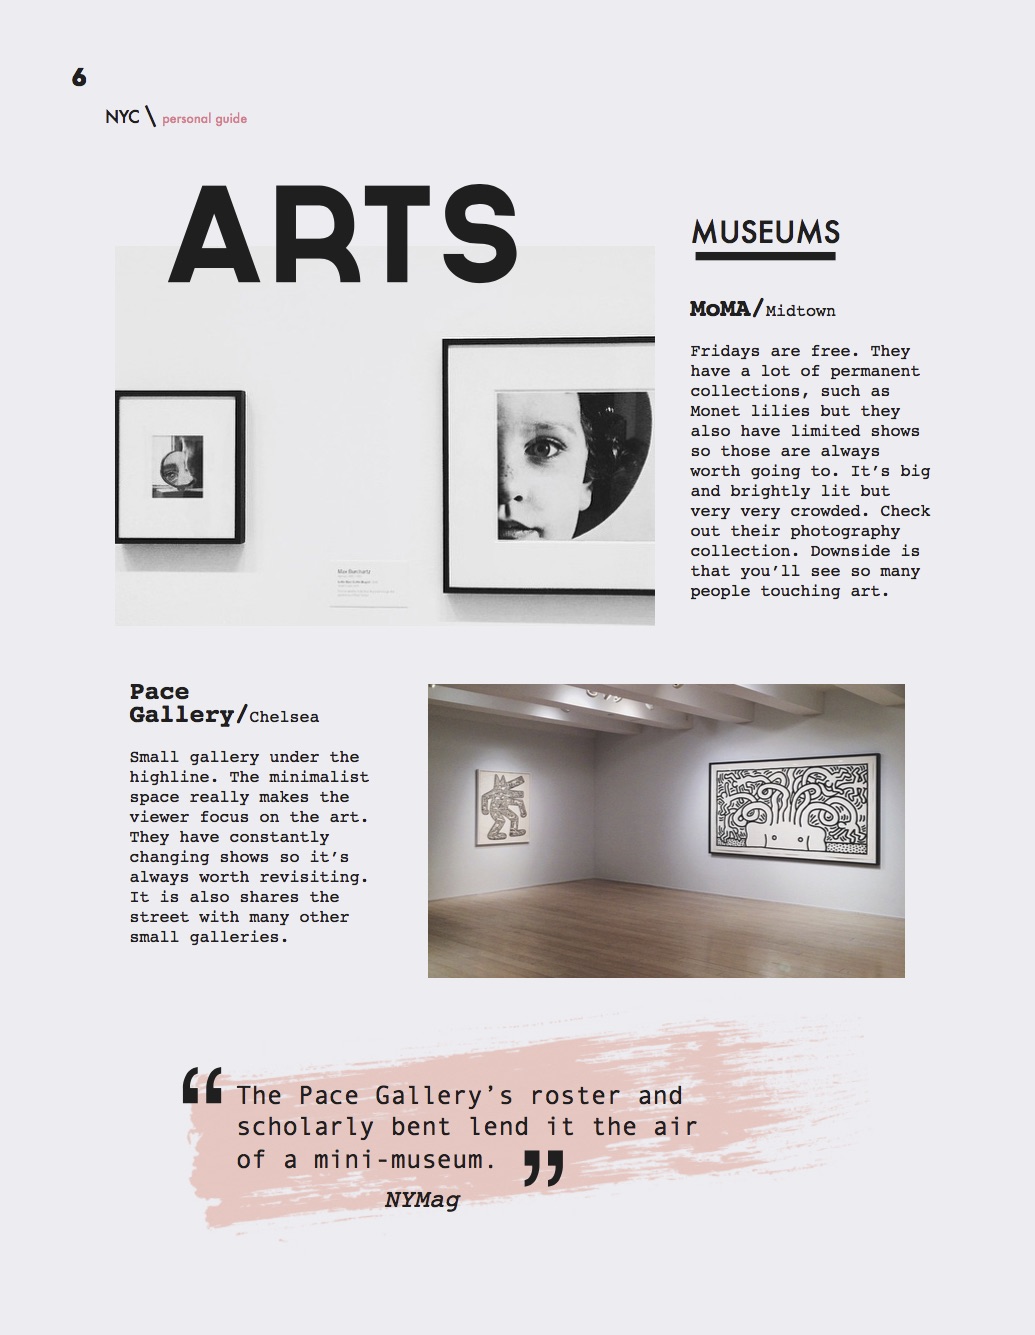 6
NYC \ personal guide
ARTS
MUSEUMS
MoMA/Midtown
Fridays are free. They
have a lot of permanent
collections, such as
Monet lilies but they
also have limited shows
so those are always
worth going to. It's big
and brightly lit but
very very crowded. Check
out their photography
collection. Downside is
that you'll see so many
people touching art.
Max Burchartz
Pace
Gallery/Chelsea
Small gallery under the
highline. The minimalist
space really makes the
viewer focus on the art.
They have constantly
changing shows so it's
always worth revisiting.
It is also shares the
street with many other
small galleries.
“ The Pace Gallery's roster and
scholarly bent lend it the air
of a mini-museum. ”
NYMag